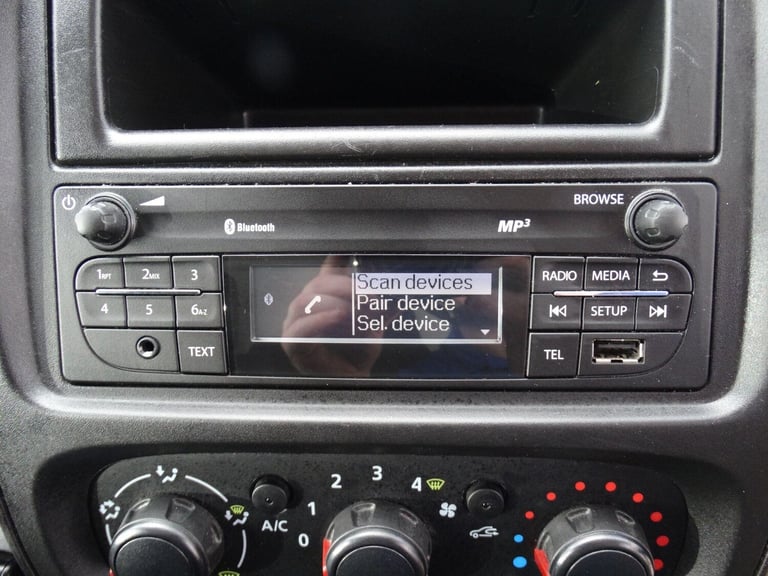 BROWSE
Bluetooth
MP3
1RPT 2MIX 3
Scan devices
RADIO MEDIA
Pair device
4 5 6A-Z
SETUP
Sel. device
TEXT
TEL
1 2 3 4
A/C
0